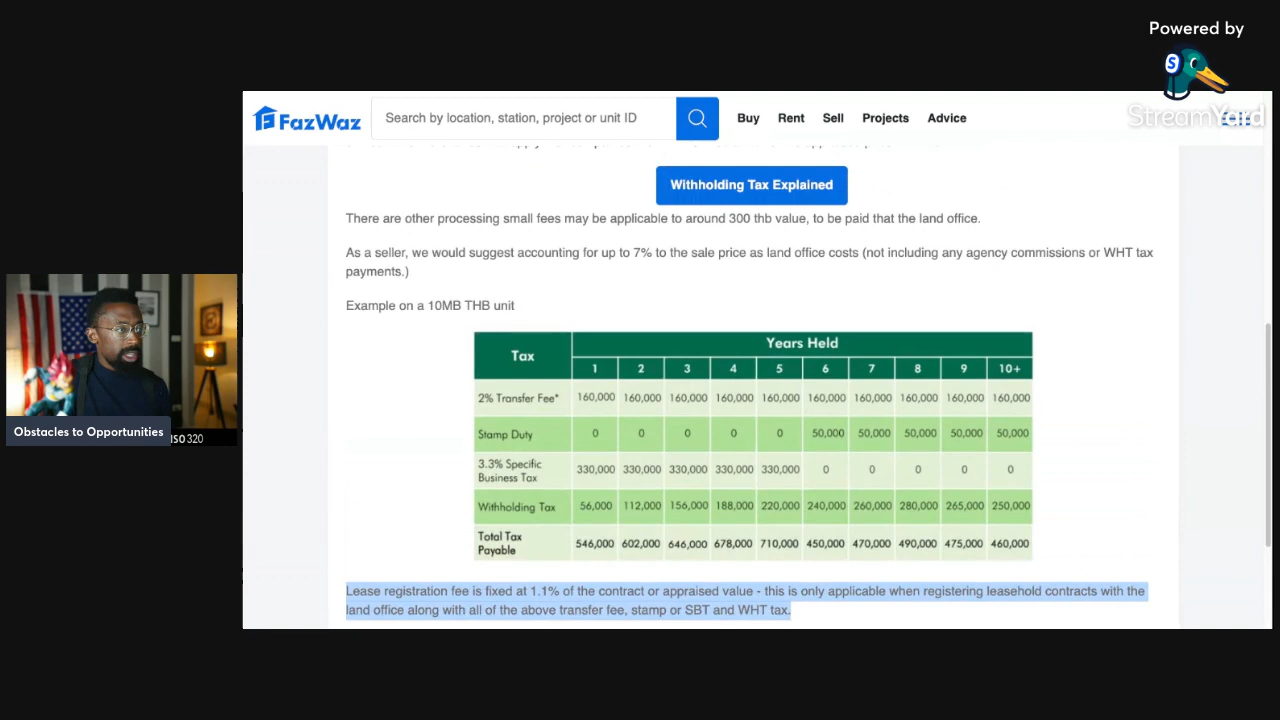 Powered by
StreamYard
FazWaz
Search by location, station, project or unit ID
Buy Rent Sell Projects Advice
Withholding Tax Explained
There are other processing small fees may be applicable to around 300 thb value, to be paid that the land office.
As a seller, we would suggest accounting for up to 7% to the sale price as land office costs (not including any agency commissions or WHT tax
payments.)
Example on a 10MB THB unit
Tax Years Held
1 2 3 4 5 6 7 8 9 10+
2% Transfer Fee* 160,000 160,000 160,000 160,000 160,000 160,000 160,000 160,000 160,000 160,000
Stamp Duty 0 0 0 0 0 50,000 50,000 50,000 50,000 50,000
3.3% Specific
Business Tax 330,000 330,000 330,000 330,000 330,000 0 0 0 0 0
Withholding Tax 56,000 112,000 156,000 188,000 220,000 240,000 260,000 280,000 265,000 250,000
Total Tax
Payable 546,000 602,000 646,000 678,000 710,000 450,000 470,000 490,000 475,000 460,000
Lease registration fee is fixed at 1.1% of the contract or appraised value - this is only applicable when registering leasehold contracts with the
land office along with all of the above transfer fee, stamp or SBT and WHT tax.
Obstacles to Opportunities
ISO 320